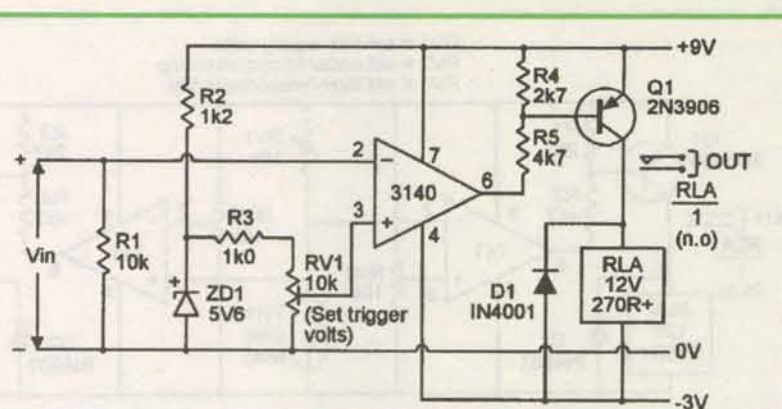 +9V
R4
2k7
Q1
2N3906
R2
1k2
R5
4k7
+
2
−
7
3140
6
OUT
RLA
1
(n.o)
3
+
4
R3
1k0
R1
10k
Vin
RV1
10k
(Set trigger
volts)
+
ZD1
5V6
D1
IN4001
RLA
12V
270R+
−
0V
-3V